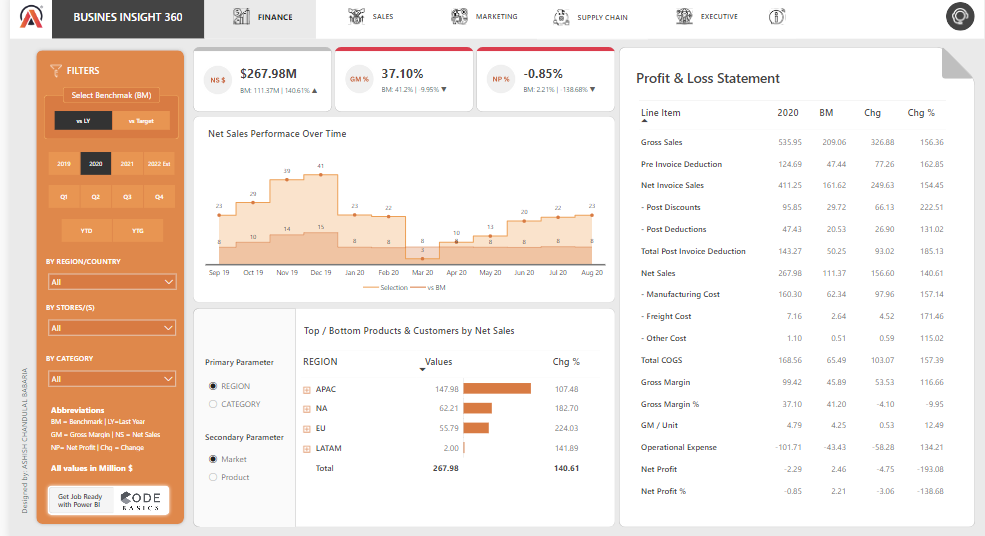 BUSINES INSIGHT 360
FINANCE
SALES
MARKETING
SUPPLY CHAIN
EXECUTIVE
FILTERS
Select Benchmak (BM)
vs LY
vs Target
2019
2020
2021
2022 Est
Q1
Q2
Q3
Q4
YTD
YTG
BY REGION/COUNTRY
All
BY STORES/(S)
All
BY CATEGORY
All
Abbreviations
BM = Benchmark | LY=Last Year
GM = Gross Margin | NS = Net Sales
NP= Net Profit | Chg = Change
All values in Million $
Get Job Ready
with Power BI
CODE
BASICS
Designed by: ASHISH CHANDULAL BABARIA
NS $
$267.98M
BM: 111.37M | 140.61% ▲
GM %
37.10%
BM: 41.2% | -9.95% ▼
NP %
-0.85%
BM: 2.21% | -138.68% ▼
Net Sales Performace Over Time
23 29 39 41 23 22 3 10 13 20 22 23
8 10 14 15 8 8 8 8 8 8 8 8
Sep 19 Oct 19 Nov 19 Dec 19 Jan 20 Feb 20 Mar 20 Apr 20 May 20 Jun 20 Jul 20 Aug 20
Selection vs BM
Primary Parameter
REGION
CATEGORY
Secondary Parameter
Market
Product
Top / Bottom Products & Customers by Net Sales
REGION Values Chg %
APAC 147.98 107.48
NA 62.21 182.70
EU 55.79 224.03
LATAM 2.00 141.89
Total 267.98 140.61
Profit & Loss Statement
Line Item 2020 BM Chg Chg %
Gross Sales 535.95 209.06 326.88 156.36
Pre Invoice Deduction 124.69 47.44 77.26 162.85
Net Invoice Sales 411.25 161.62 249.63 154.45
- Post Discounts 95.85 29.72 66.13 222.51
- Post Deductions 47.43 20.53 26.90 131.02
Total Post Invoice Deduction 143.27 50.25 93.02 185.13
Net Sales 267.98 111.37 156.60 140.61
- Manufacturing Cost 160.30 62.34 97.96 157.14
- Freight Cost 7.16 2.64 4.52 171.46
- Other Cost 1.10 0.51 0.59 115.02
Total COGS 168.56 65.49 103.07 157.39
Gross Margin 99.42 45.89 53.53 116.66
Gross Margin % 37.10 41.20 -4.10 -9.95
GM / Unit 4.79 4.25 0.53 12.49
Operational Expense -101.71 -43.43 -58.28 134.21
Net Profit -2.29 2.46 -4.75 -193.08
Net Profit % -0.85 2.21 -3.06 -138.68